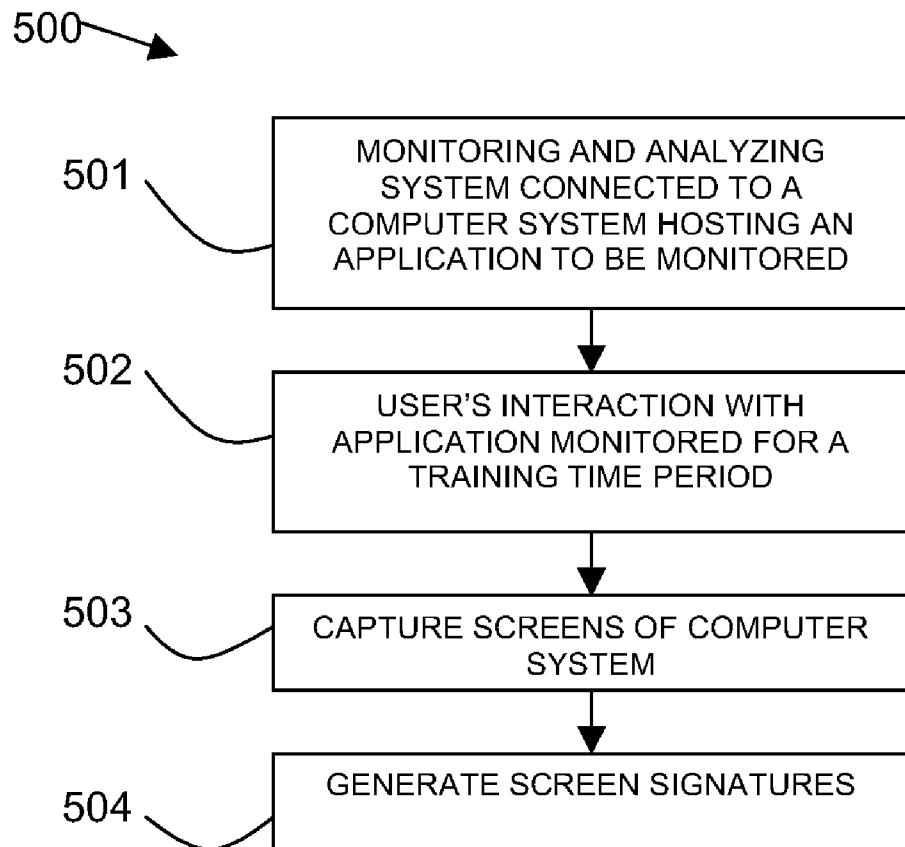 500
501
MONITORING AND ANALYZING
SYSTEM CONNECTED TO A
COMPUTER SYSTEM HOSTING AN
APPLICATION TO BE MONITORED
502
USER'S INTERACTION WITH
APPLICATION MONITORED FOR A
TRAINING TIME PERIOD
503
CAPTURE SCREENS OF COMPUTER
SYSTEM
504
GENERATE SCREEN SIGNATURES